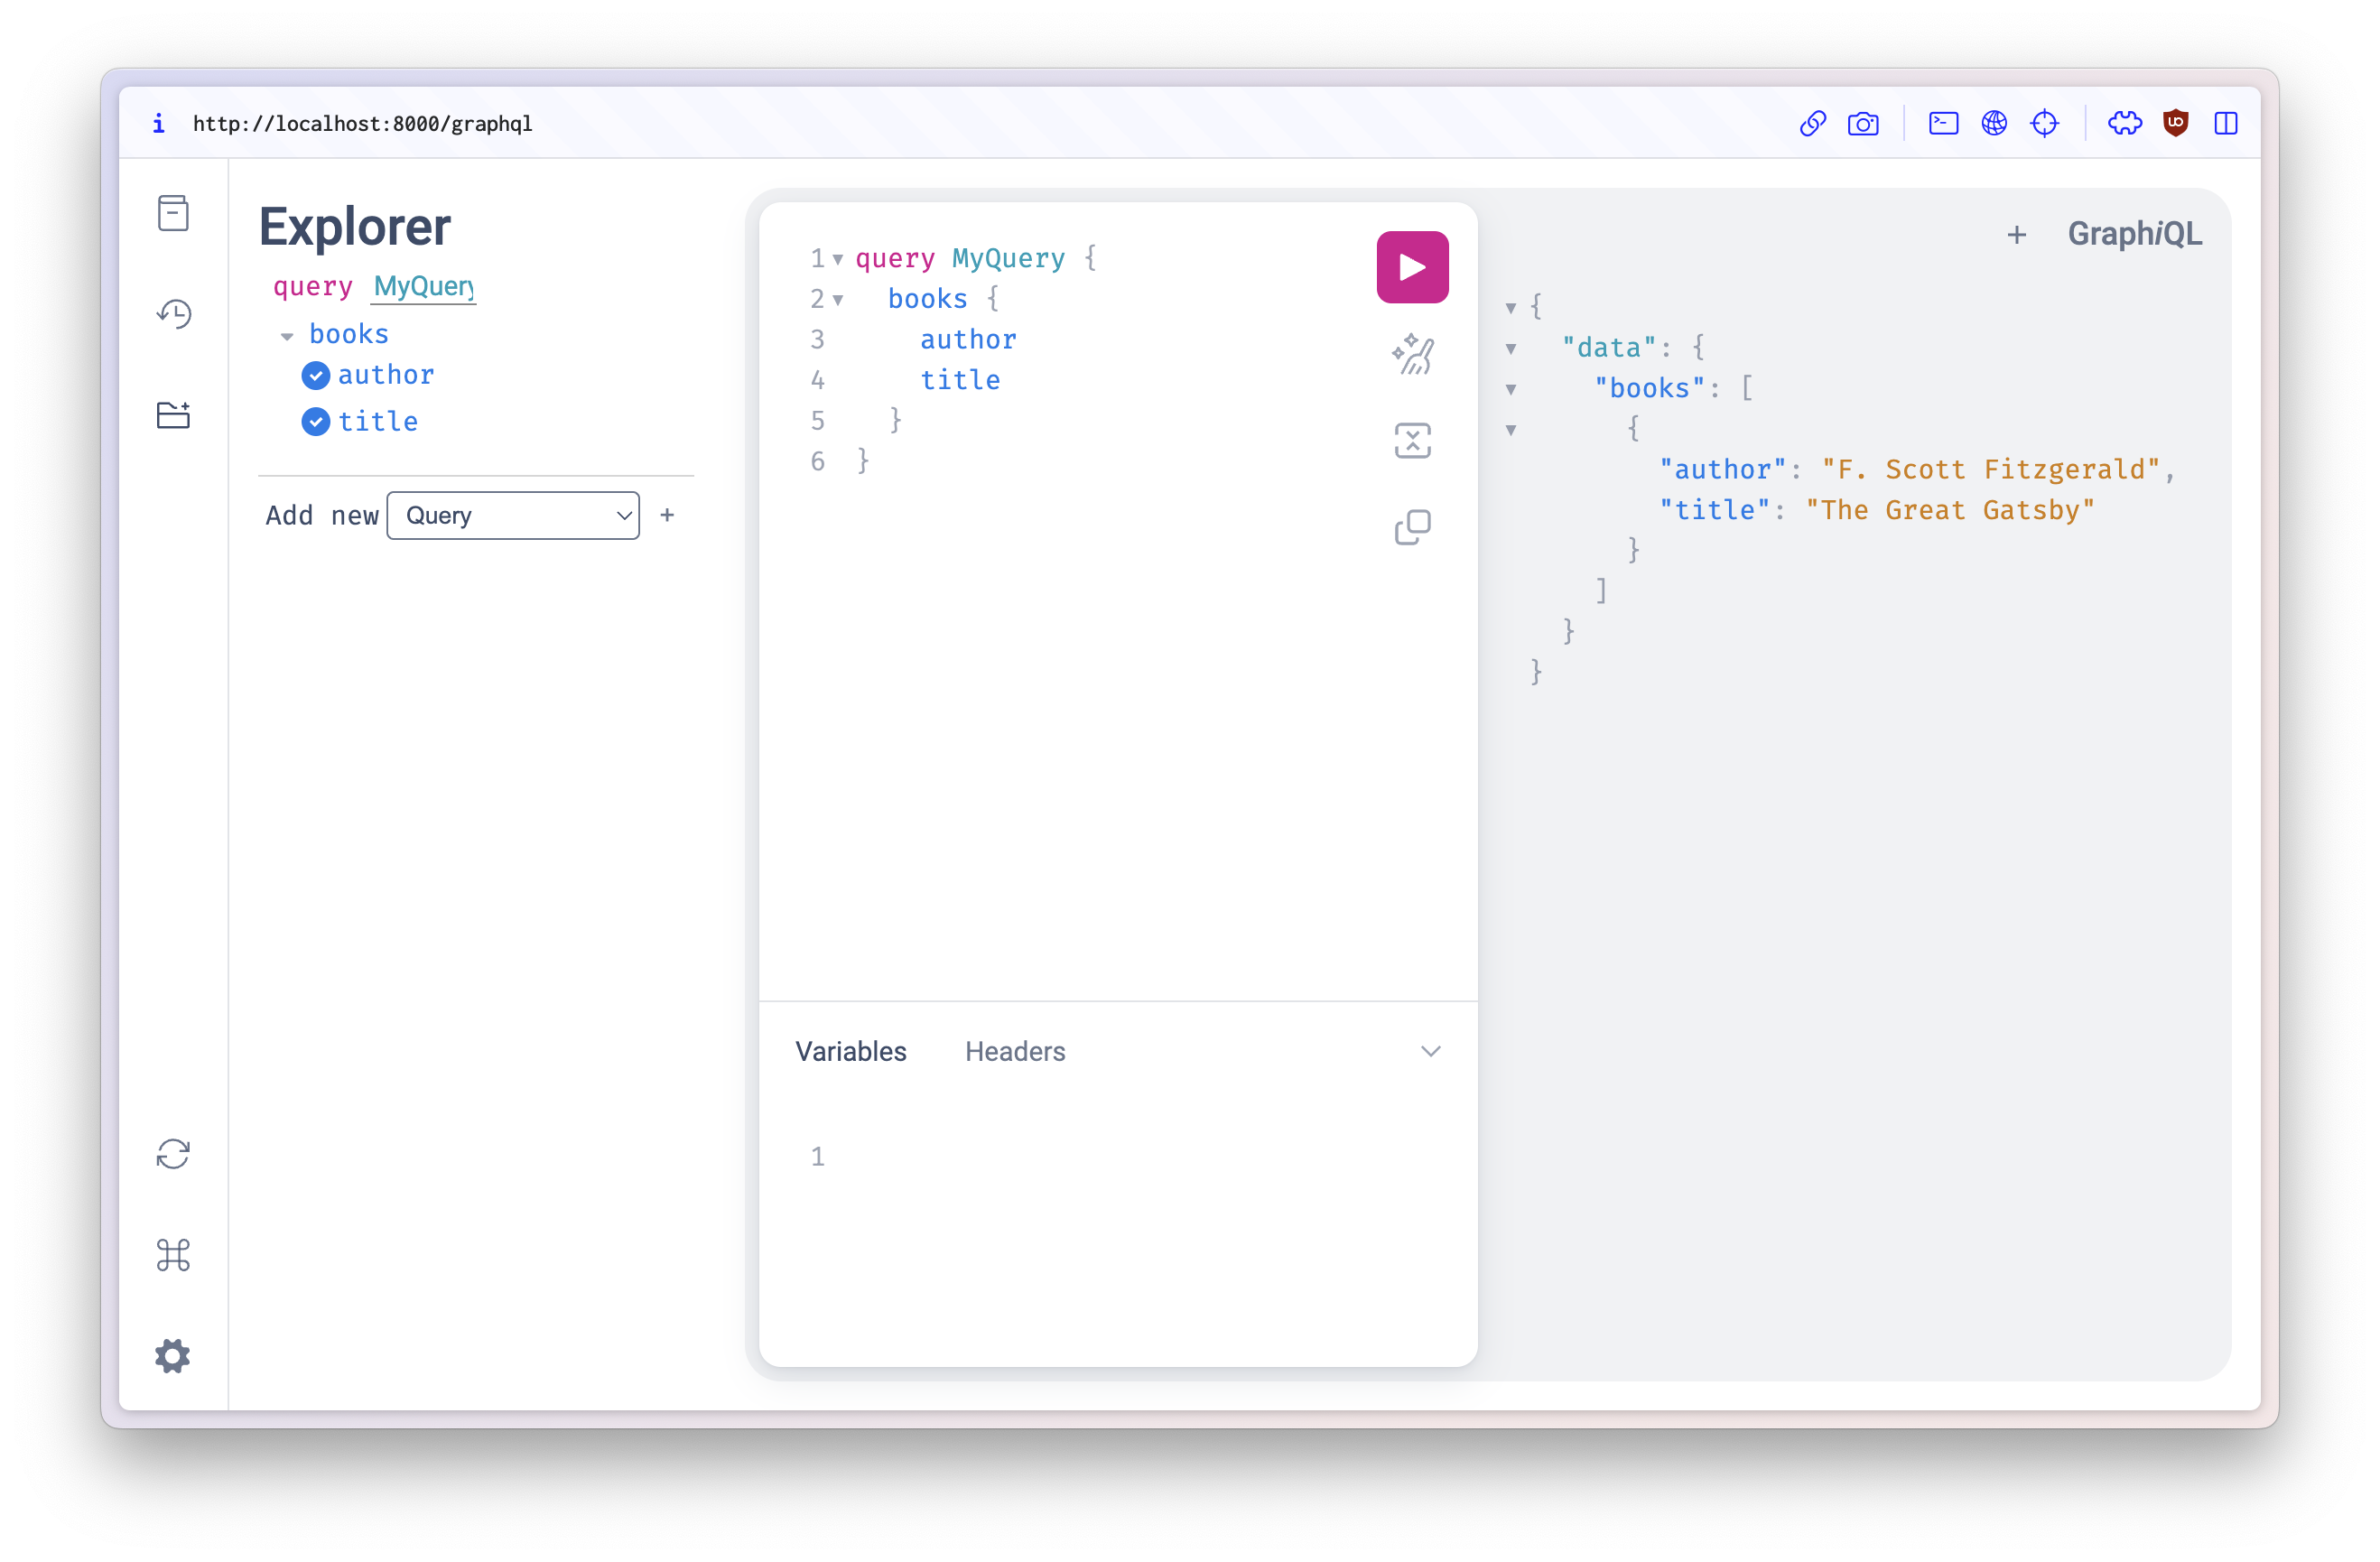 i http://localhost:8000/graphql
Explorer
query MyQuery
books
author
title
Add new Query +
1 query MyQuery {
2 books {
3 author
4 title
5 }
6 }
Variables Headers
1
+ GraphiQL
{
"data": {
"books": [
{
"author": "F. Scott Fitzgerald",
"title": "The Great Gatsby"
}
]
}
}